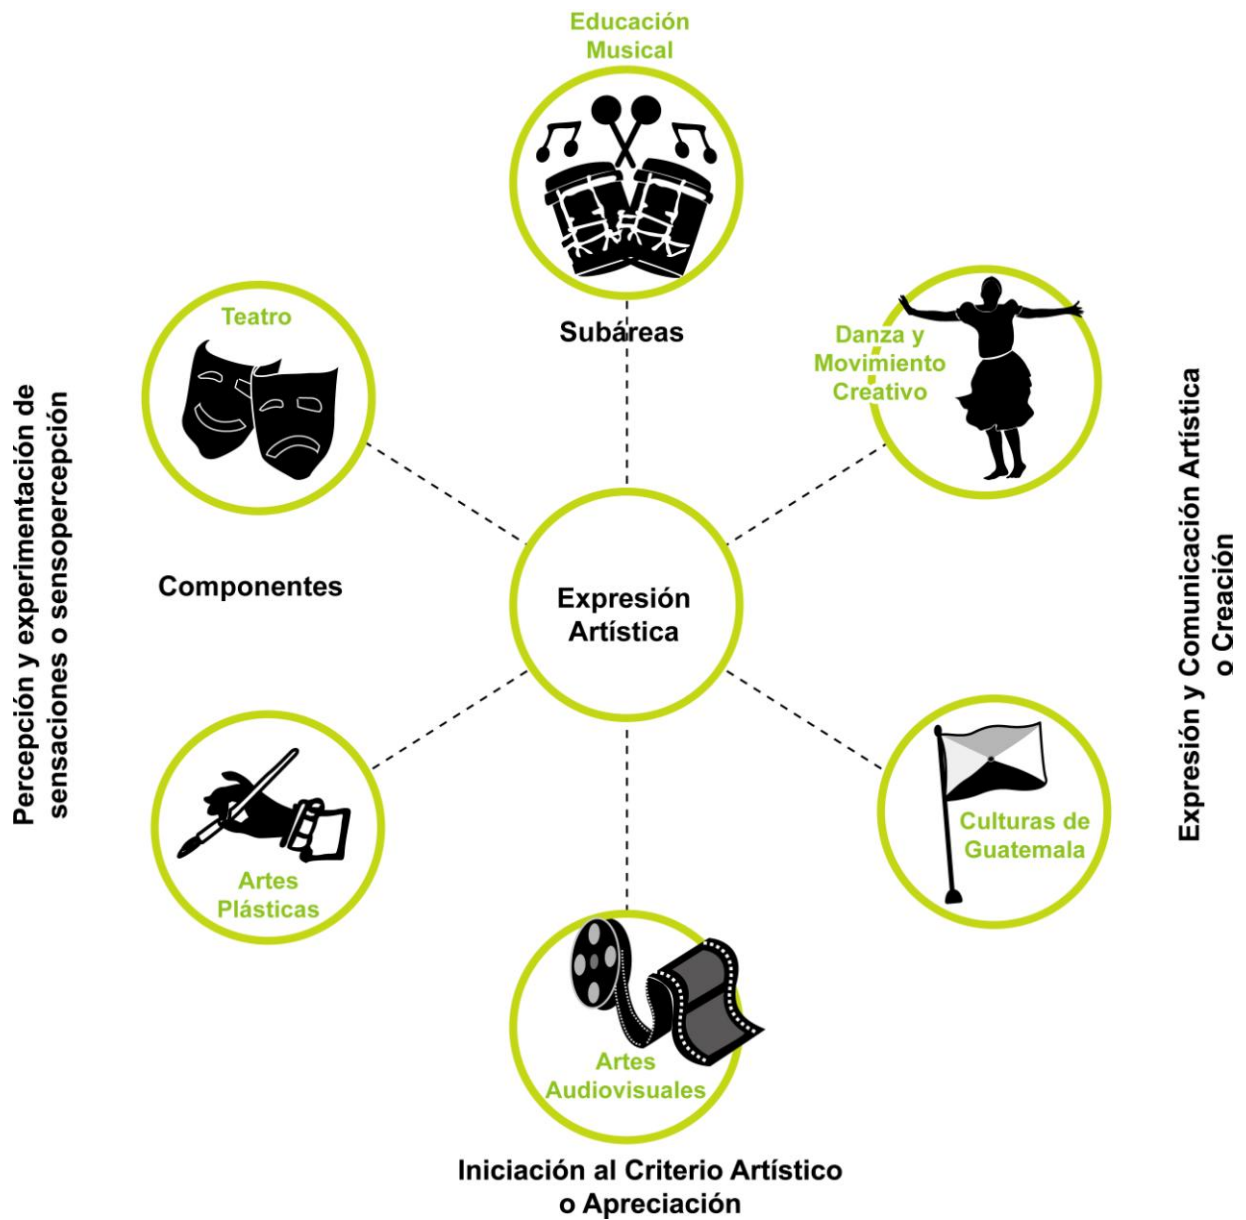 Educación
Musical
Subáreas
Teatro
Danza y
Movimiento
Creativo
Percepción y experimentación de
sensaciones o sensopercepción
Componentes
Expresión
Artística
Expresión y Comunicación Artística
o Creación
Artes
Plásticas
Culturas de
Guatemala
Artes
Audiovisuales
Iniciación al Criterio Artístico
o Apreciación